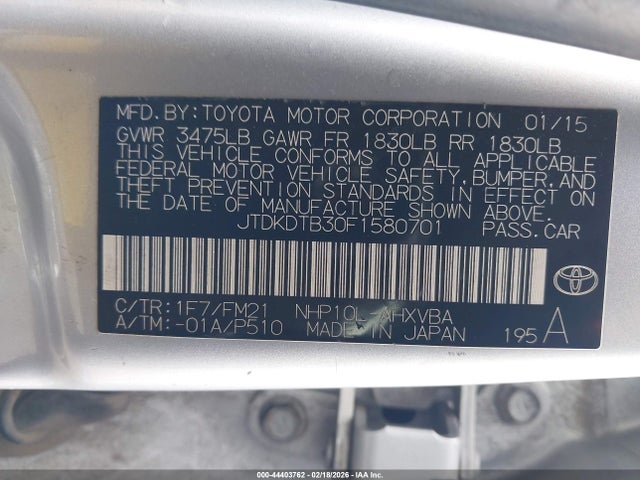 MFD.BY:TOYOTA MOTOR CORPORATION 01/15
GVWR 3475LB GAWR FR 1830LB RR 1830LB
THIS VEHICLE CONFORMS TO ALL APPLICABLE
FEDERAL MOTOR VEHICLE SAFETY, BUMPER, AND
THEFT PREVENTION STANDARDS IN EFFECT ON
THE DATE OF MANUFACTURE SHOWN ABOVE.
JTDKDTB30F1580701 PASS.CAR
C/TR:1F7/FM21 NHP10L-AHXVBA
A/TM:-01A/P510 MADE IN JAPAN 195 A
000-44403762 - 02/18/2026 - IAAI.COM